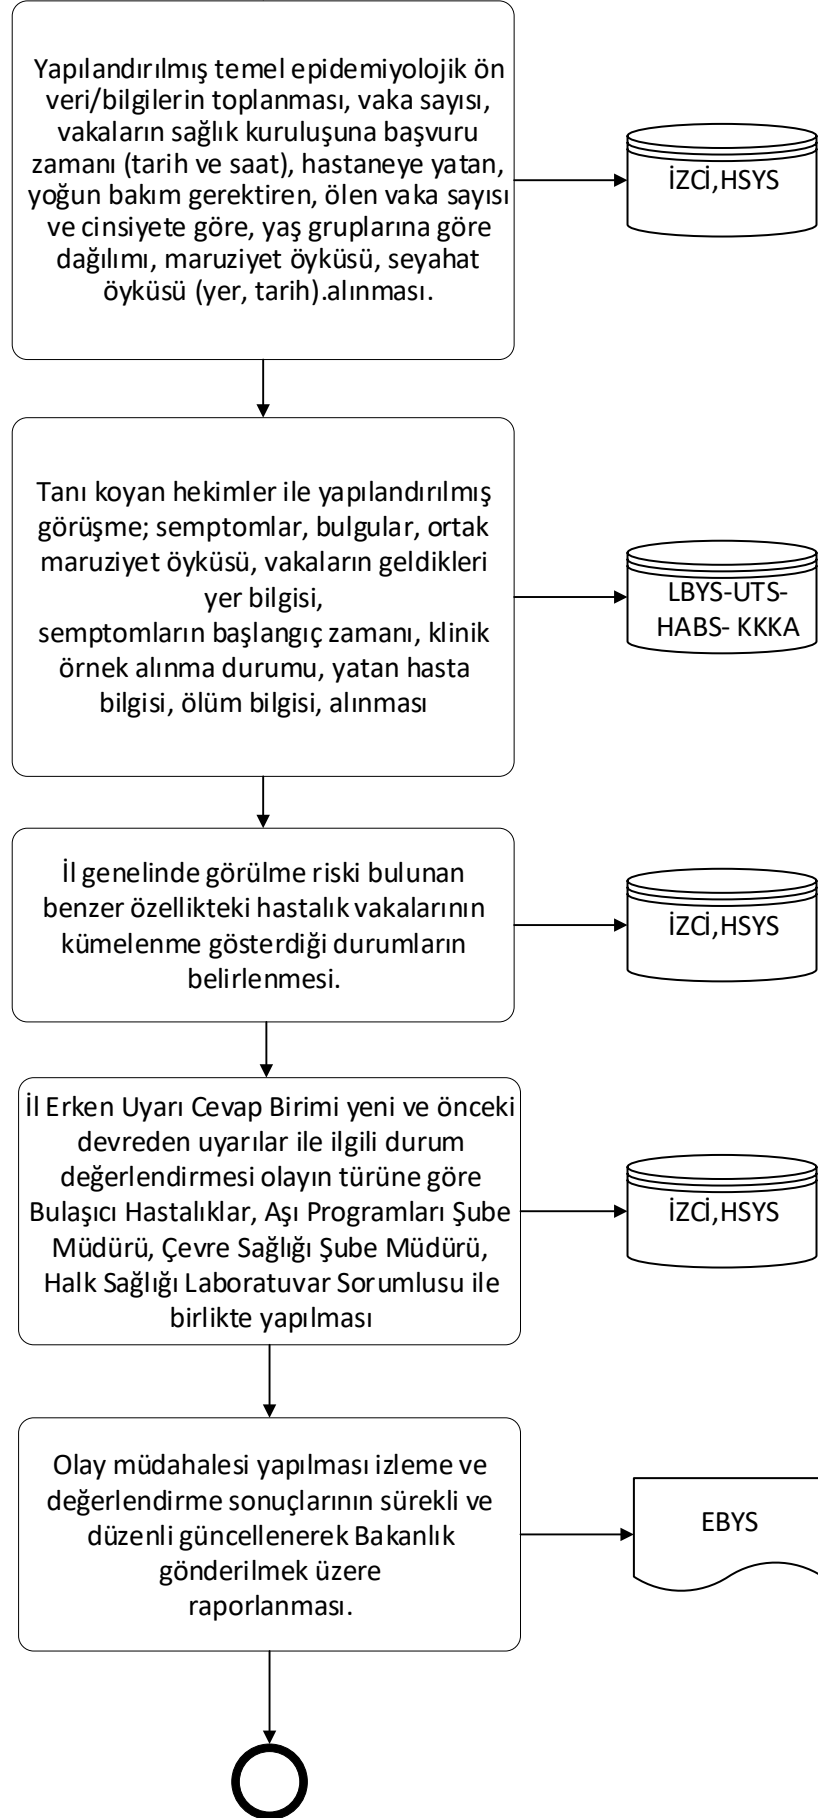 Yapılandırılmış temel epidemiyolojik ön
veri/bilgilerin toplanması, vaka sayısı,
vakaların sağlık kuruluşuna başvuru
zamanı (tarih ve saat), hastaneye yatan,
yoğun bakım gerektiren, ölen vaka sayısı
ve cinsiyete göre, yaş gruplarına göre
dağılımı, maruziyet öyküsü, seyahat
öyküsü (yer, tarih).alınması.
İZCİ,HSYS
Tanı koyan hekimler ile yapılandırılmış
görüşme; semptomlar, bulgular, ortak
maruziyet öyküsü, vakaların geldikleri
yer bilgisi,
semptomların başlangıç zamanı, klinik
örnek alınma durumu, yatan hasta
bilgisi, ölüm bilgisi, alınması
LBYS-UTS-
HABS- KKKA
İl genelinde görülme riski bulunan
benzer özellikteki hastalık vakalarının
kümelenme gösterdiği durumların
belirlenmesi.
İZCİ,HSYS
İl Erken Uyarı Cevap Birimi yeni ve önceki
devreden uyarılar ile ilgili durum
değerlendirmesi olayın türüne göre
Bulaşıcı Hastalıklar, Aşı Programları Şube
Müdürü, Çevre Sağlığı Şube Müdürü,
Halk Sağlığı Laboratuvar Sorumlusu ile
birlikte yapılması
İZCİ,HSYS
Olay müdahalesi yapılması izleme ve
değerlendirme sonuçlarının sürekli ve
düzenli güncellenerek Bakanlık
gönderilmek üzere
raporlanması.
EBYS